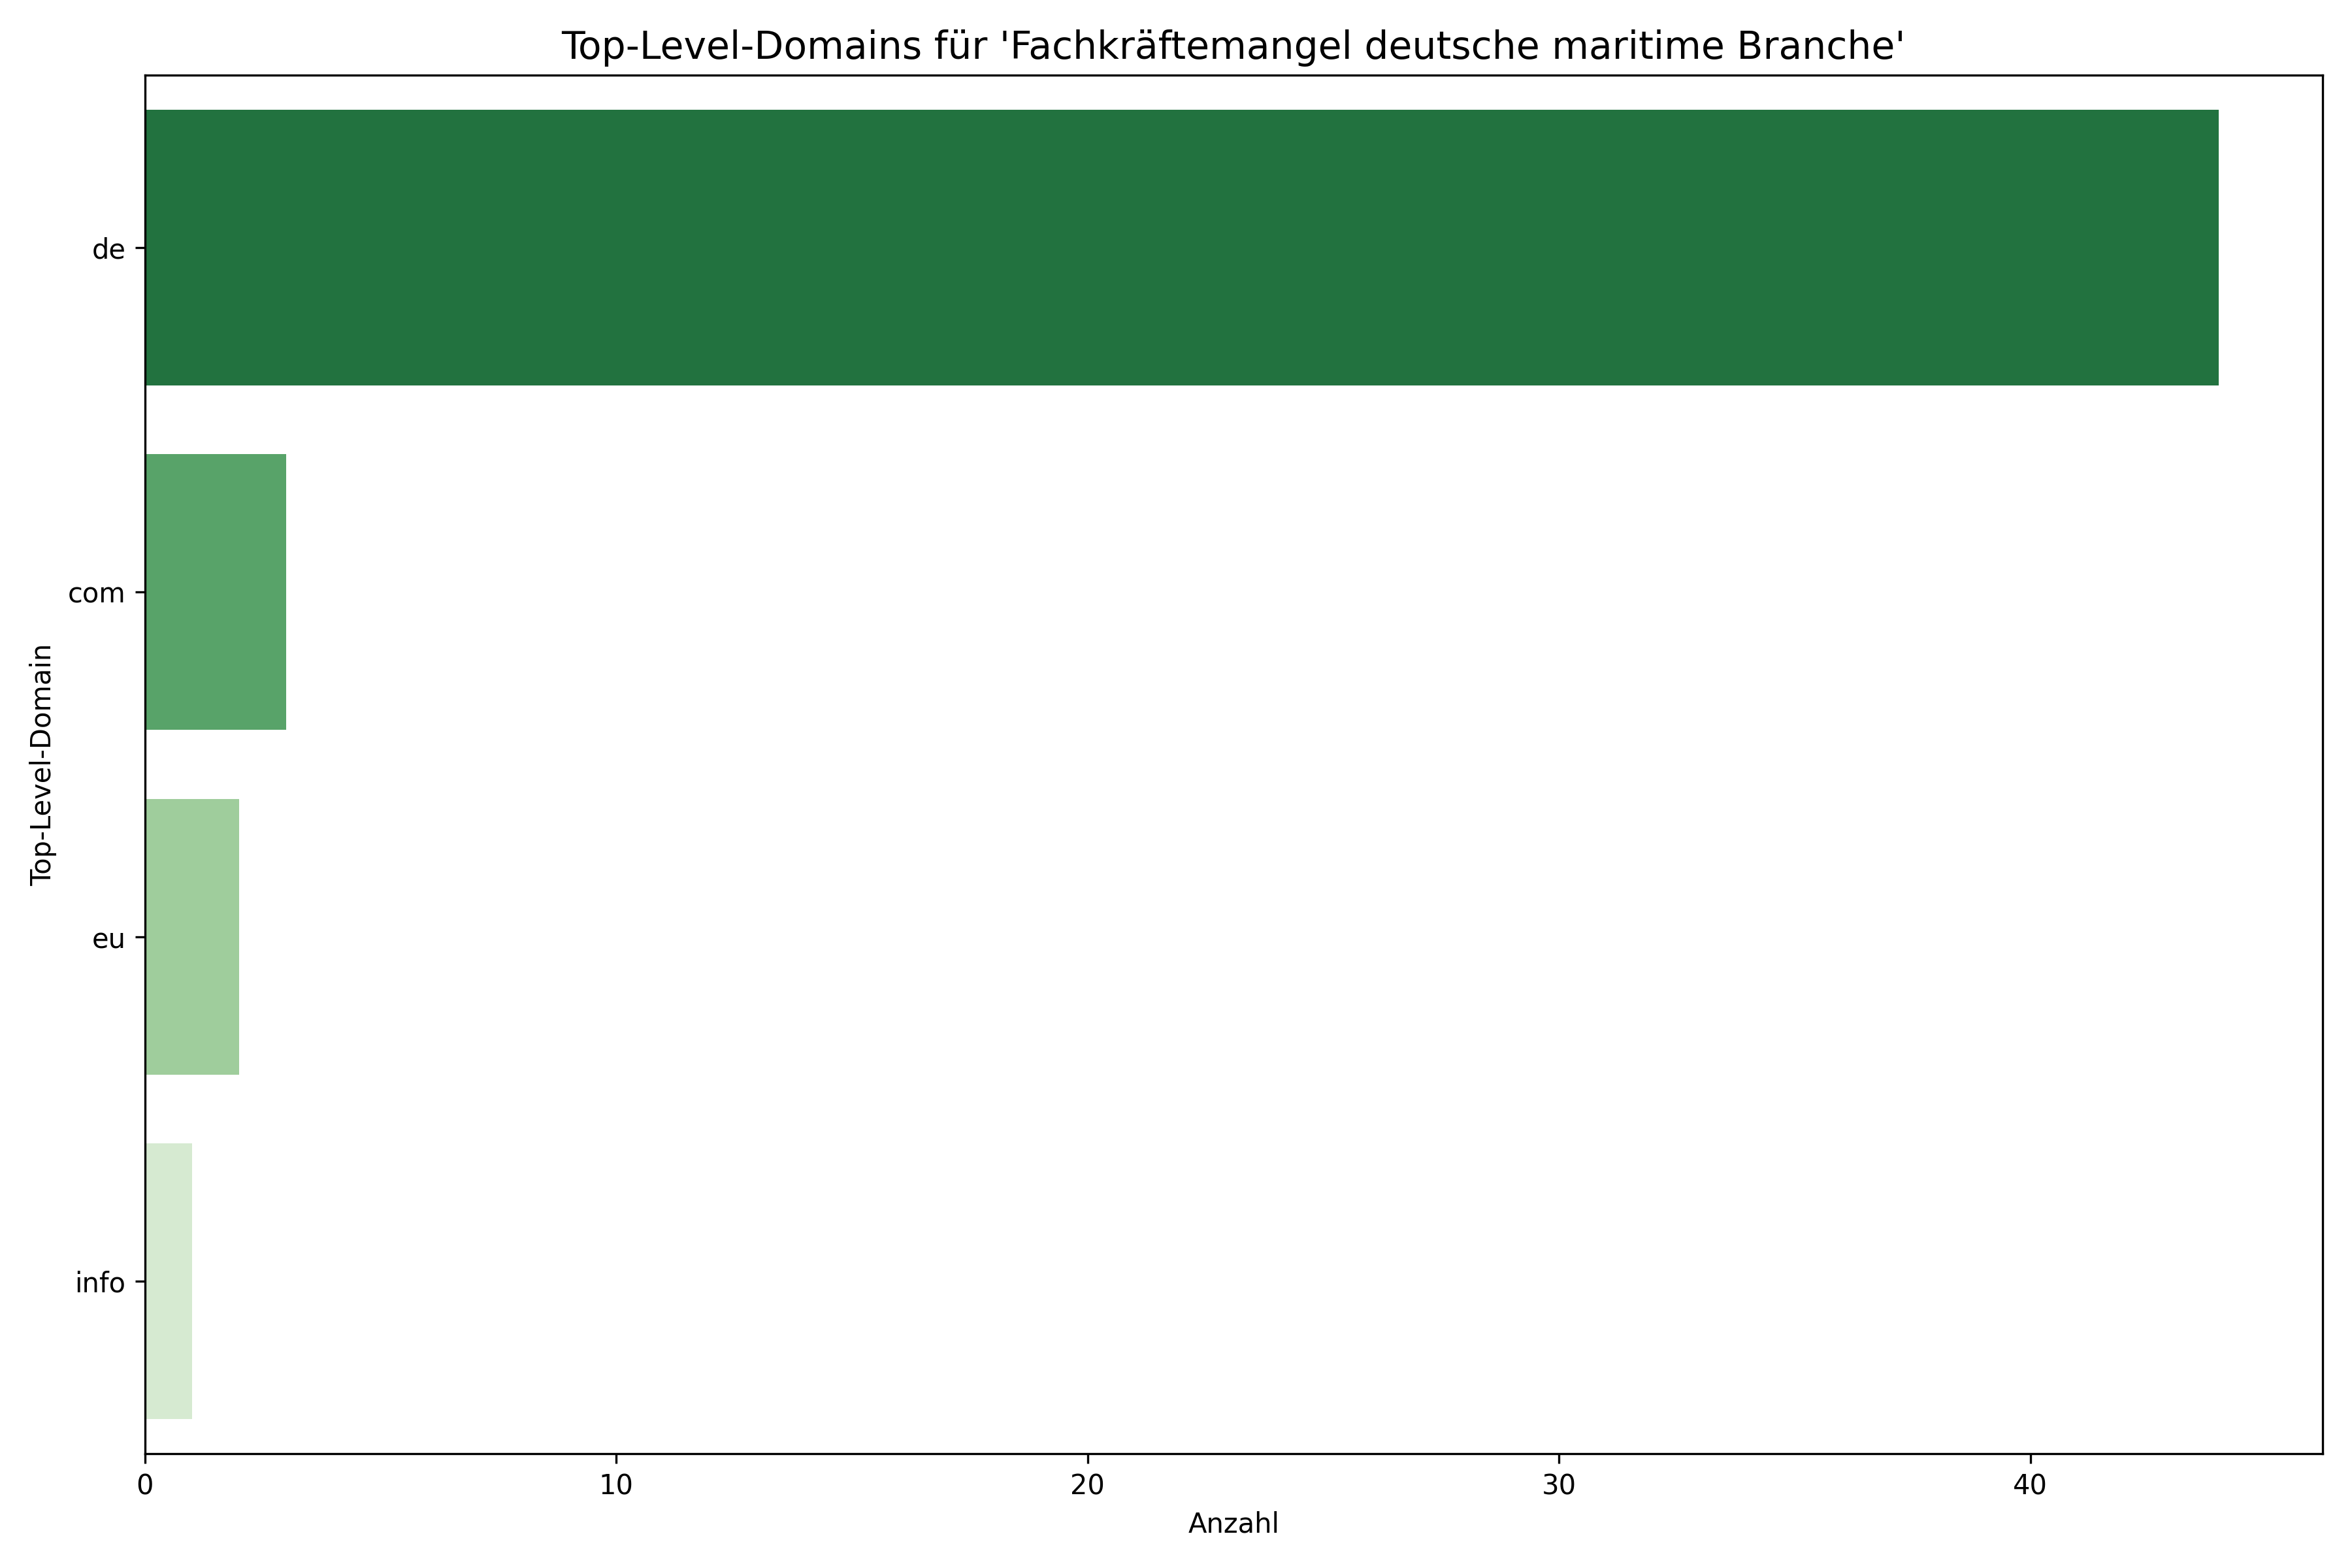 Top-Level-Domains für 'Fachkräftemangel deutsche maritime Branche'
Top-Level-Domain
de
com
eu
info
0 10 20 30 40
Anzahl